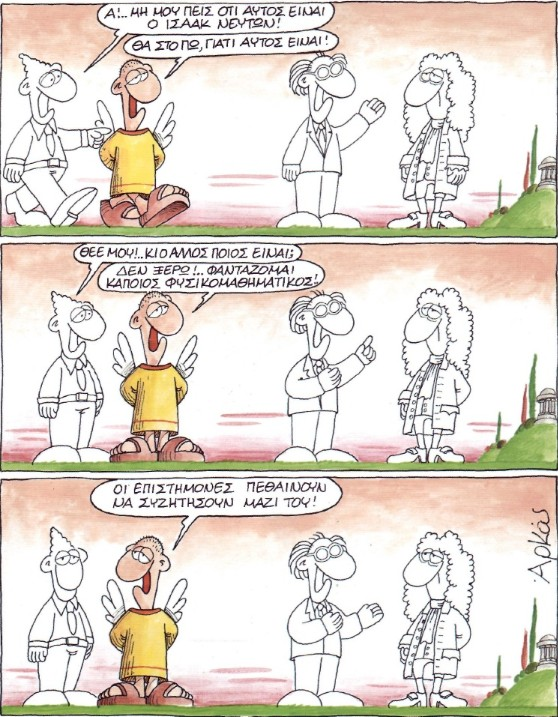 Α!.. ΜΗ ΜΟΥ ΠΕΙΣ ΟΤΙ ΑΥΤΟΣ ΕΙΝΑΙ
Ο ΙΣΑΑΚ ΝΕΥΤΩΝ!
ΘΑ ΣΤΟ ΠΩ, ΓΙΑΤΙ ΑΥΤΟΣ ΕΙΝΑΙ!
ΘΕΕ ΜΟΥ!.. ΚΙ Ο ΑΛΛΟΣ ΠΟΙΟΣ ΕΙΝΑΙ;
ΔΕΝ ΞΕΡΩ!.. ΦΑΝΤΑΖΟΜΑΙ
ΚΑΠΟΙΟΣ ΦΥΣΙΚΟΜΑΘΗΜΑΤΙΚΟΣ!
ΟΙ ΕΠΙΣΤΗΜΟΝΕΣ ΠΕΘΑΙΝΟΥΝ
ΝΑ ΣΥΖΗΤΗΣΟΥΝ ΜΑΖΙ ΤΟΥ!
Αρκάς